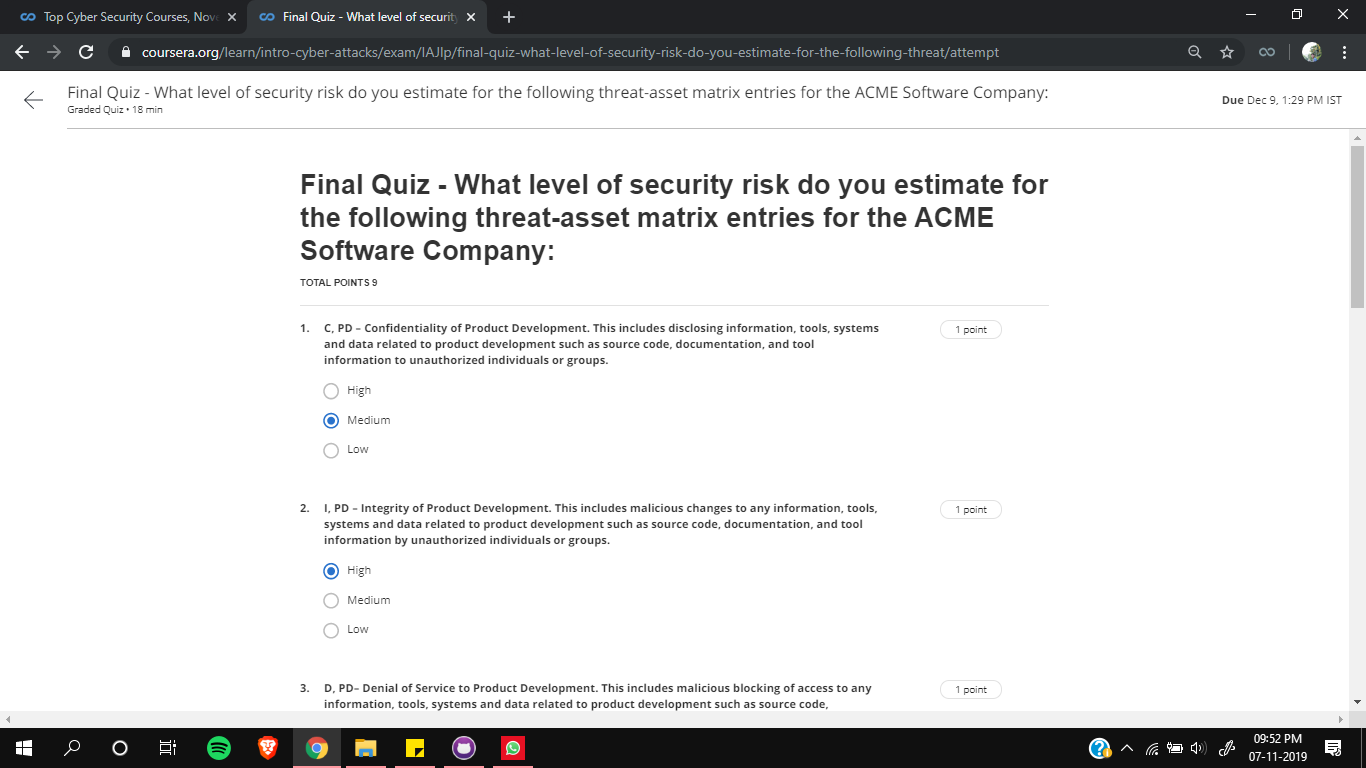 Top Cyber Security Courses, Nove
Final Quiz - What level of security
coursera.org/learn/intro-cyber-attacks/exam/IAJlp/final-quiz-what-level-of-security-risk-do-you-estimate-for-the-following-threat/attempt
Final Quiz - What level of security risk do you estimate for the following threat-asset matrix entries for the ACME Software Company:
Graded Quiz • 18 min
Due Dec 9, 1:29 PM IST
Final Quiz - What level of security risk do you estimate for
the following threat-asset matrix entries for the ACME
Software Company:
TOTAL POINTS 9
1. C, PD – Confidentiality of Product Development. This includes disclosing information, tools, systems
and data related to product development such as source code, documentation, and tool
information to unauthorized individuals or groups.
1 point
High
Medium
Low
2. I, PD – Integrity of Product Development. This includes malicious changes to any information, tools,
systems and data related to product development such as source code, documentation, and tool
information by unauthorized individuals or groups.
1 point
High
Medium
Low
3. D, PD– Denial of Service to Product Development. This includes malicious blocking of access to any
information, tools, systems and data related to product development such as source code,
1 point
09:52 PM
07-11-2019